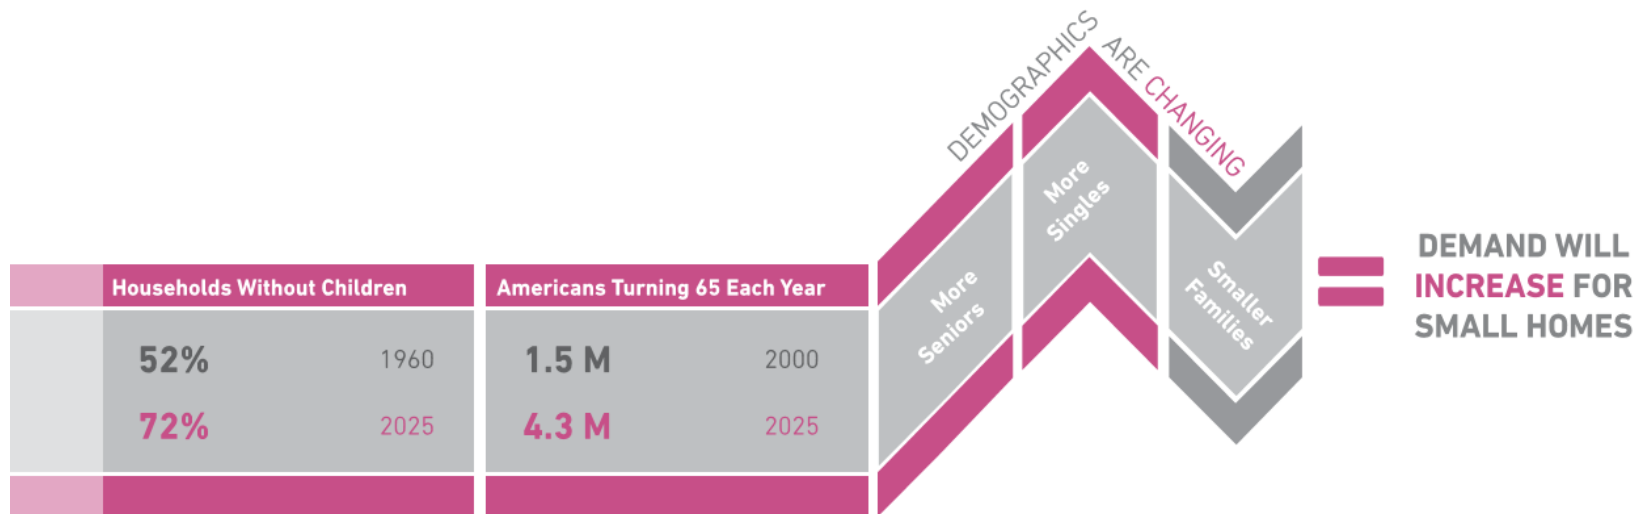 DEMOGRAPHICS ARE CHANGING
Households Without Children
52% 1960
72% 2025
Americans Turning 65 Each Year
1.5 M 2000
4.3 M 2025
More
Seniors
More
Singles
Smaller
Families
DEMAND WILL
INCREASE FOR
SMALL HOMES